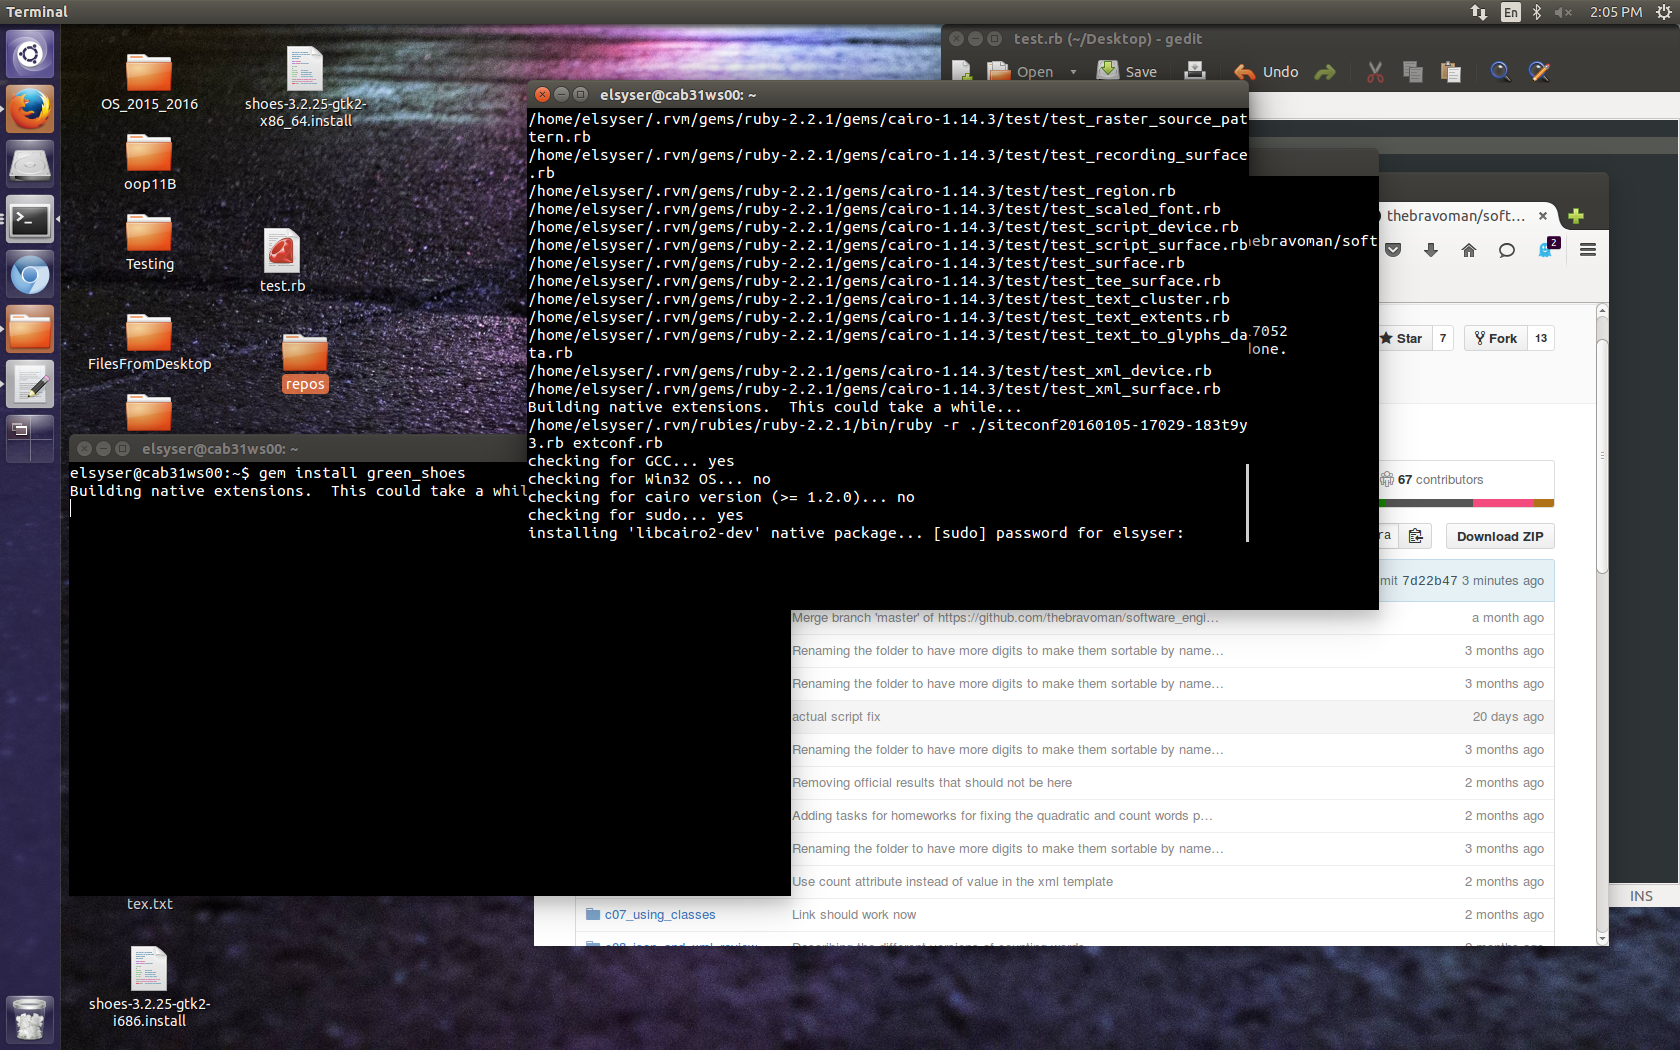 Terminal
En
2:05 PM
OS_2015_2016
shoes-3.2.25-gtk2-
x86_64.install
oop11B
Testing
test.rb
FilesFromDesktop
repos
tex.txt
shoes-3.2.25-gtk2-
i686.install
test.rb (~/Desktop) - gedit
Open
Save
Undo
elsyser@cab31ws00: ~
/home/elsyser/.rvm/gems/ruby-2.2.1/gems/cairo-1.14.3/test/test_raster_source_pat
tern.rb
/home/elsyser/.rvm/gems/ruby-2.2.1/gems/cairo-1.14.3/test/test_recording_surface
.rb
/home/elsyser/.rvm/gems/ruby-2.2.1/gems/cairo-1.14.3/test/test_region.rb
/home/elsyser/.rvm/gems/ruby-2.2.1/gems/cairo-1.14.3/test/test_scaled_font.rb
/home/elsyser/.rvm/gems/ruby-2.2.1/gems/cairo-1.14.3/test/test_script_device.rb
/home/elsyser/.rvm/gems/ruby-2.2.1/gems/cairo-1.14.3/test/test_script_surface.rb
/home/elsyser/.rvm/gems/ruby-2.2.1/gems/cairo-1.14.3/test/test_surface.rb
/home/elsyser/.rvm/gems/ruby-2.2.1/gems/cairo-1.14.3/test/test_tee_surface.rb
/home/elsyser/.rvm/gems/ruby-2.2.1/gems/cairo-1.14.3/test/test_text_cluster.rb
/home/elsyser/.rvm/gems/ruby-2.2.1/gems/cairo-1.14.3/test/test_text_extents.rb
/home/elsyser/.rvm/gems/ruby-2.2.1/gems/cairo-1.14.3/test/test_text_to_glyphs_da
ta.rb
/home/elsyser/.rvm/gems/ruby-2.2.1/gems/cairo-1.14.3/test/test_xml_device.rb
/home/elsyser/.rvm/gems/ruby-2.2.1/gems/cairo-1.14.3/test/test_xml_surface.rb
Building native extensions.  This could take a while...
/home/elsyser/.rvm/rubies/ruby-2.2.1/bin/ruby -r ./siteconf20160105-17029-183t9y
3.rb extconf.rb
checking for GCC... yes
checking for Win32 OS... no
checking for cairo version (>= 1.2.0)... no
checking for sudo... yes
installing 'libcairo2-dev' native package... [sudo] password for elsyser:
ebravoman/soft
7052
one.
elsyser@cab31ws00: ~
elsyser@cab31ws00:~$ gem install green_shoes
Building native extensions.  This could take a whil
thebravoman/soft...
2
Star 7
Fork 13
67 contributors
ra
Download ZIP
mit 7d22b47 3 minutes ago
Merge branch 'master' of https://github.com/thebravoman/software_engi... a month ago
Renaming the folder to have more digits to make them sortable by name... 3 months ago
Renaming the folder to have more digits to make them sortable by name... 3 months ago
actual script fix 20 days ago
Renaming the folder to have more digits to make them sortable by name... 3 months ago
Removing official results that should not be here 2 months ago
Adding tasks for homeworks for fixing the quadratic and count words p... 2 months ago
Renaming the folder to have more digits to make them sortable by name... 3 months ago
Use count attribute instead of value in the xml template 2 months ago
c07_using_classes Link should work now 2 months ago
INS